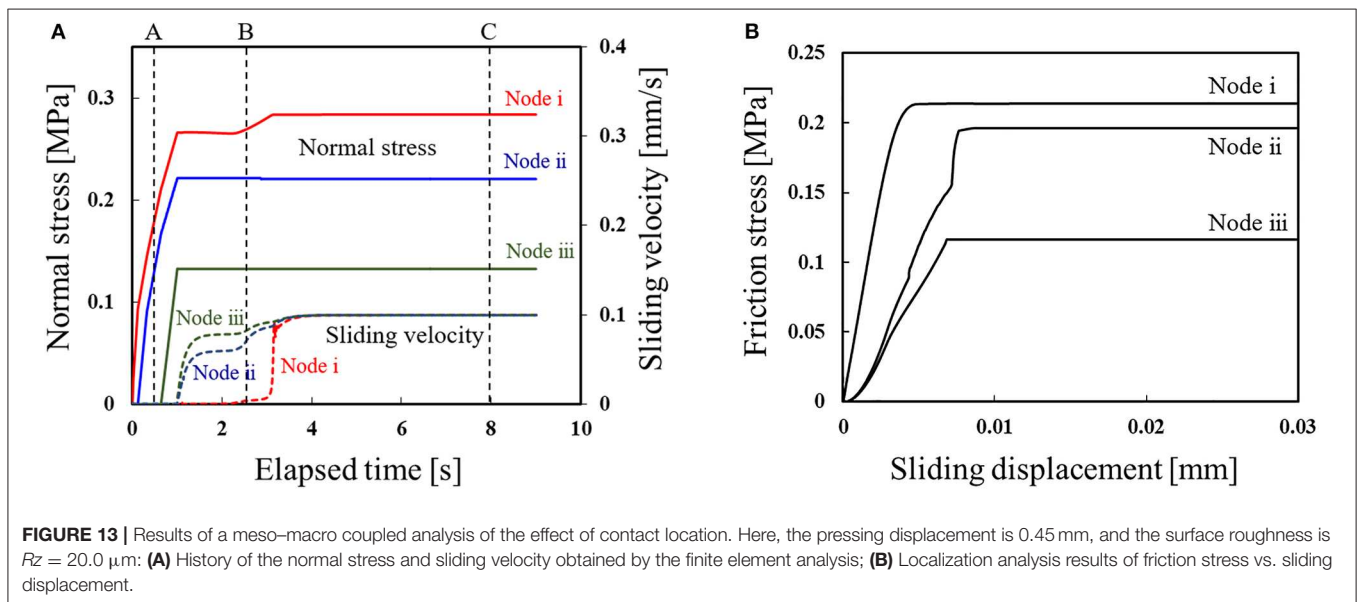 A
A
B
C
0.3
0.2
0.1
0
0
2
4
6
8
10
0.4
0.3
0.2
0.1
0
Normal stress [MPa]
Elapsed time [s]
Sliding velocity [mm/s]
Node i
Normal stress
Node ii
Node iii
Node iii
Sliding velocity
Node ii
Node i
B
0.25
0.2
0.15
0.1
0.05
0
0
0.01
0.02
0.03
Friction stress [MPa]
Sliding displacement [mm]
Node i
Node ii
Node iii
FIGURE 13 | Results of a meso–macro coupled analysis of the effect of contact location. Here, the pressing displacement is 0.45 mm, and the surface roughness is
Rz = 20.0 μm: (A) History of the normal stress and sliding velocity obtained by the finite element analysis; (B) Localization analysis results of friction stress vs. sliding
displacement.